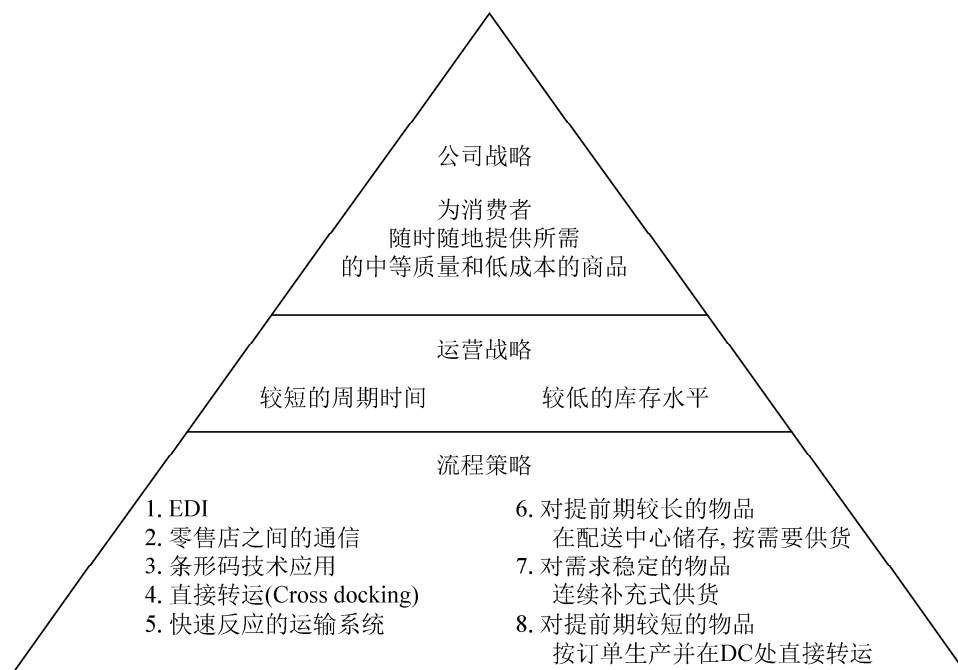 公司战略
为消费者
随时随地提供所需
的中等质量和低成本的商品
运营战略
较短的周期时间
较低的库存水平
流程策略
1. EDI
2. 零售店之间的通信
3. 条形码技术应用
4. 直接转运(Cross docking)
5. 快速反应的运输系统
6. 对提前期较长的物品
在配送中心储存, 按需要供货
7. 对需求稳定的物品
连续补充式供货
8. 对提前期较短的物品
按订单生产并在DC处直接转运